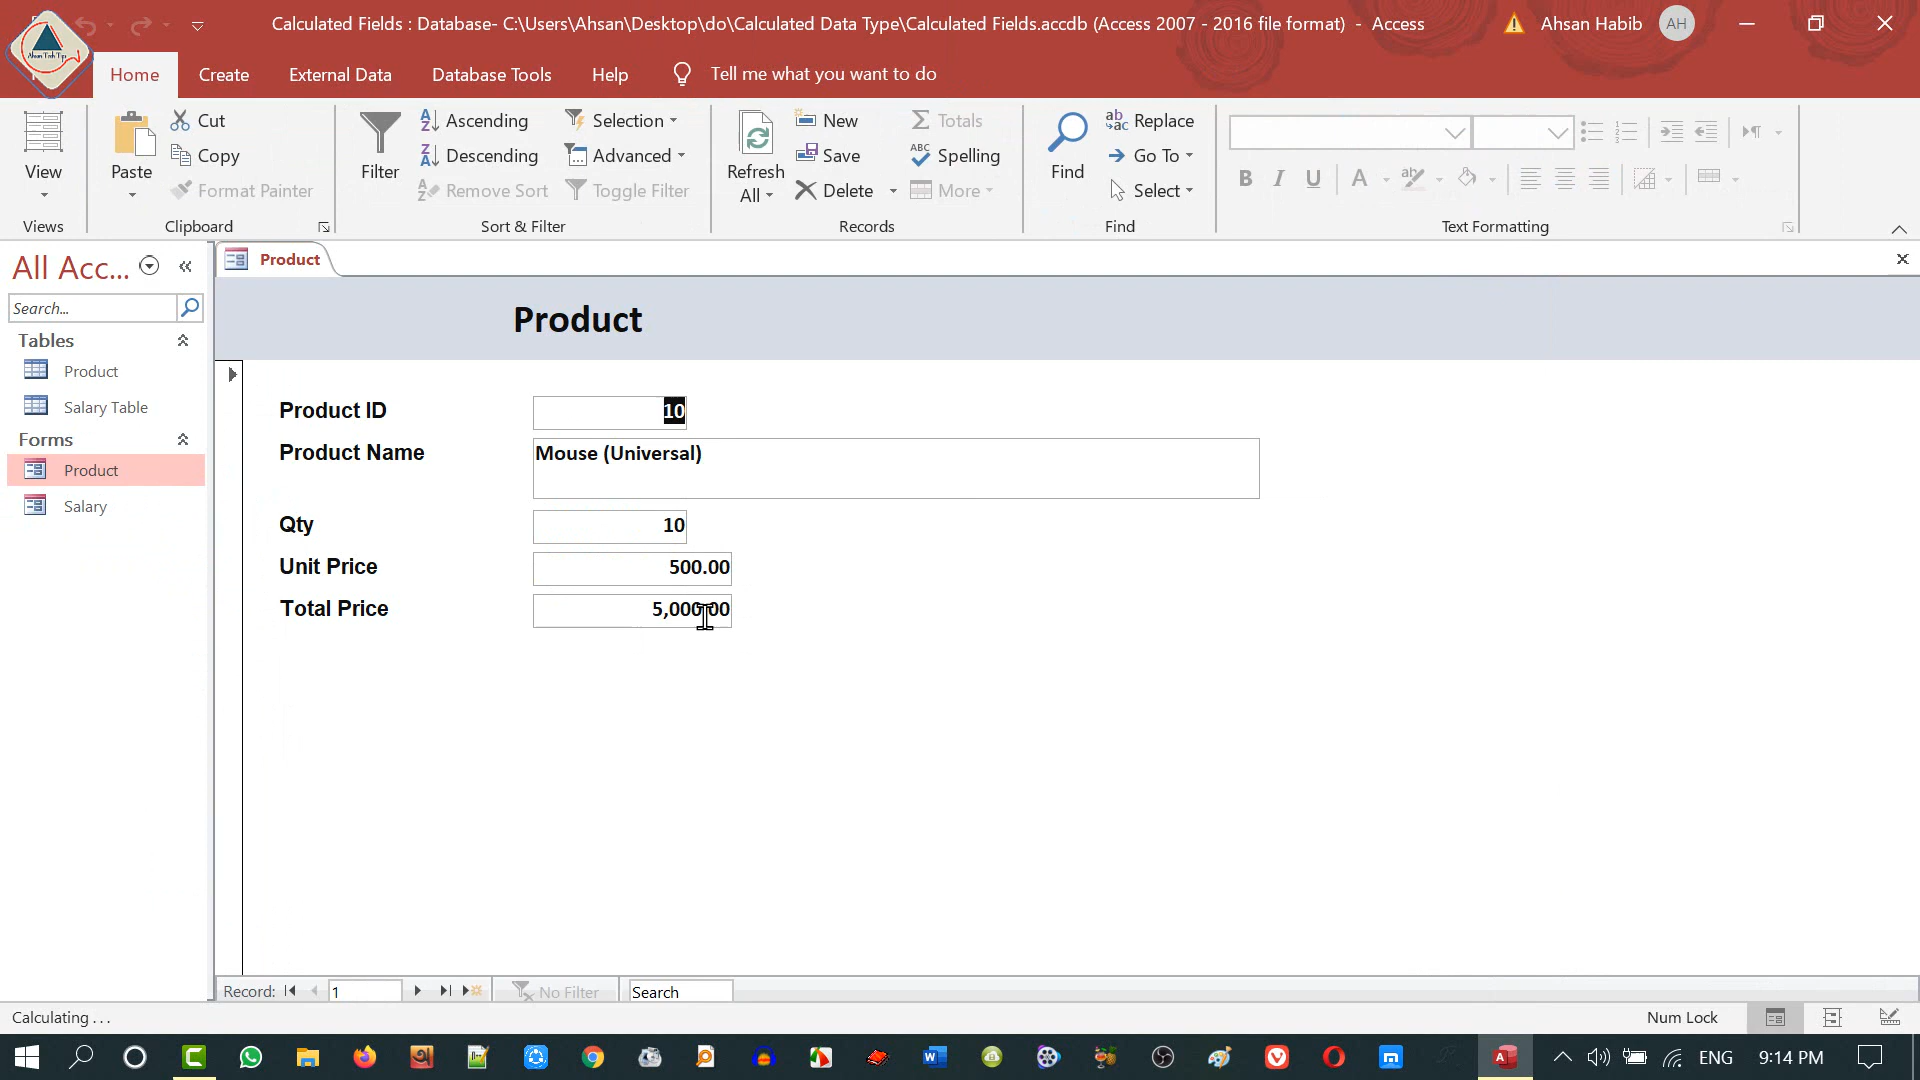 Calculated Fields : Database- C:\Users\Ahsan\Desktop\do\Calculated Data Type\Calculated Fields.accdb (Access 2007 - 2016 file format) - Access
Ahsan Habib
AH
Ahsan Tech Tips
Home
Create
External Data
Database Tools
Help
Tell me what you want to do
View
Views
Paste
Cut
Copy
Format Painter
Clipboard
Filter
Ascending
Descending
Remove Sort
Selection
Advanced
Toggle Filter
Sort & Filter
Refresh
All
New
Save
Delete
Totals
Spelling
More
Records
Find
Replace
Go To
Select
Find
Text Formatting
All Acc...
Search...
Tables
Product
Salary Table
Forms
Product
Salary
Product
Product
Product ID 10
Product Name Mouse (Universal)
Qty 10
Unit Price 500.00
Total Price 5,000.00
Record: 1 No Filter Search
Calculating . . .
Num Lock
ENG
9:14 PM